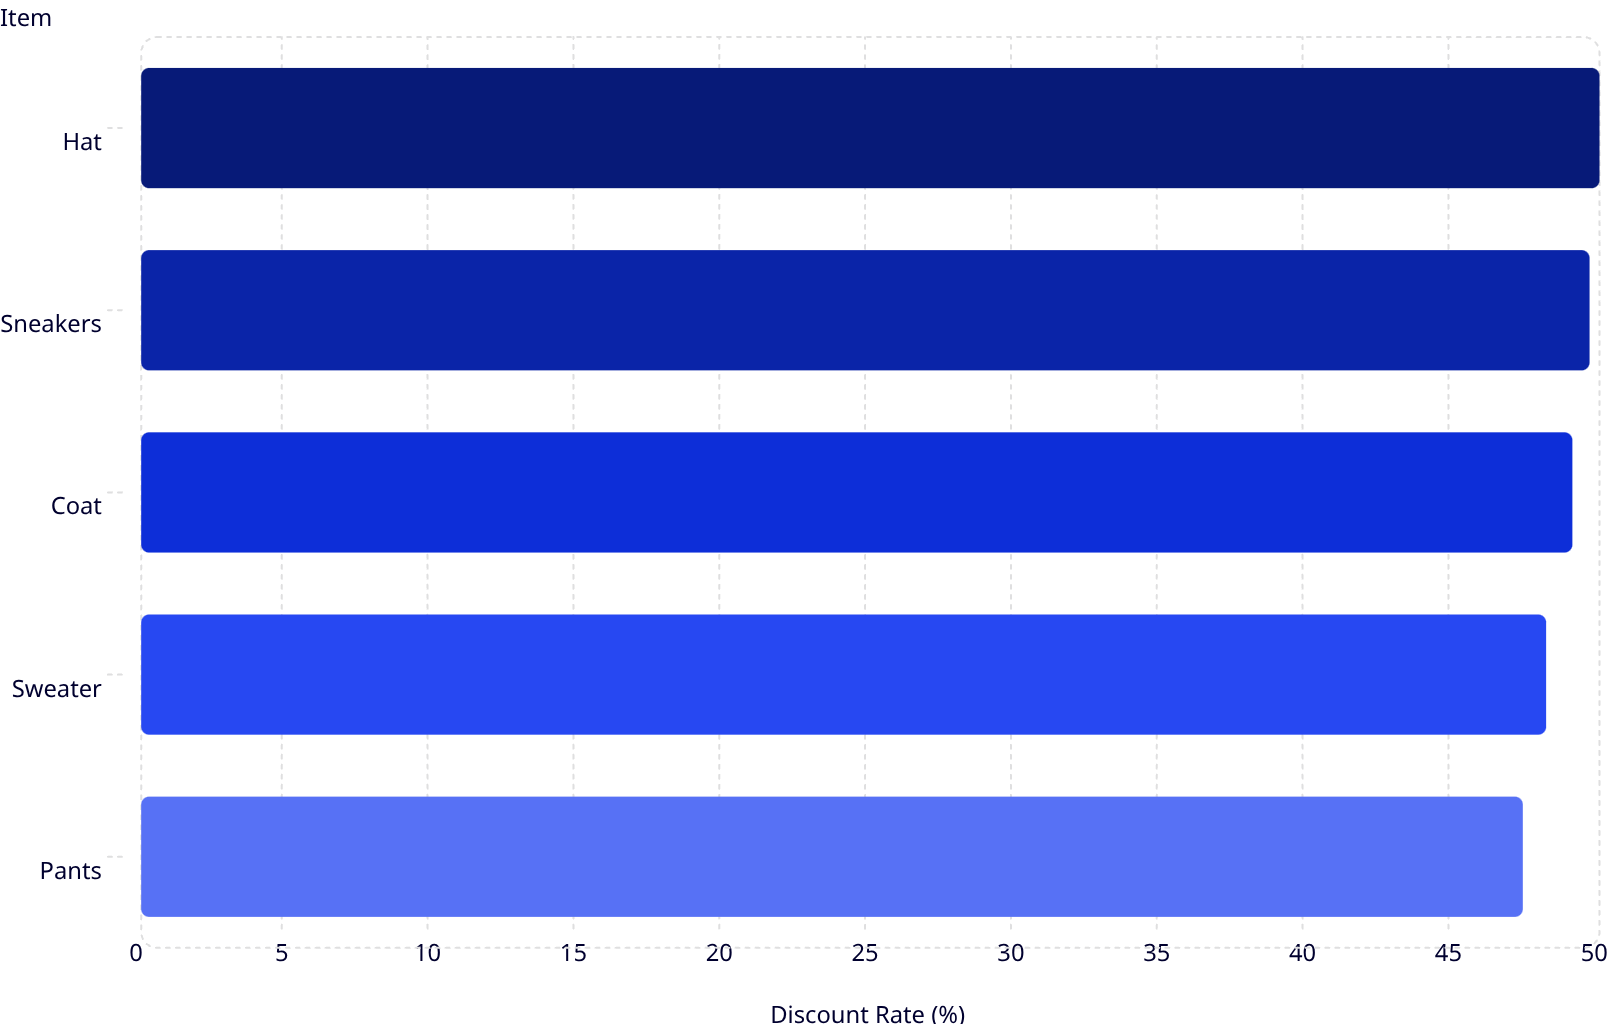 Item
Hat
Sneakers
Coat
Sweater
Pants
0 5 10 15 20 25 30 35 40 45 50
Discount Rate (%)